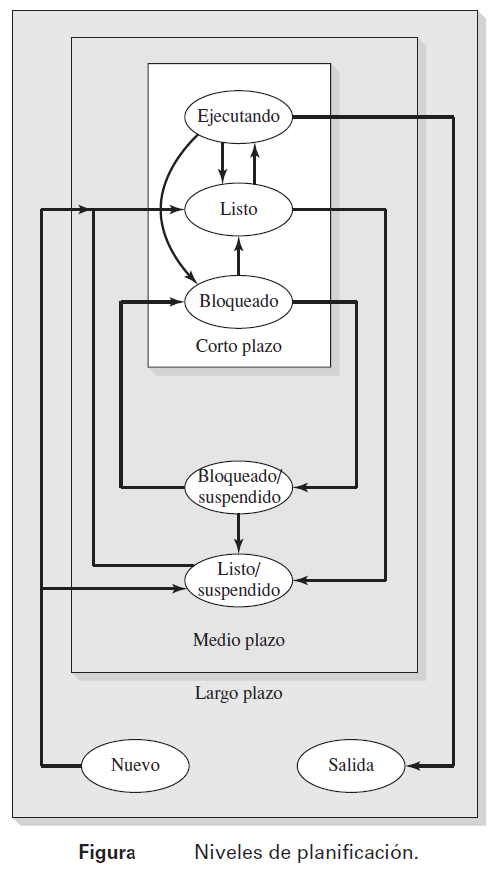 Ejecutando
Listo
Bloqueado
Corto plazo
Bloqueado/
suspendido
Listo/
suspendido
Medio plazo
Largo plazo
Nuevo
Salida
Figura Niveles de planificación.